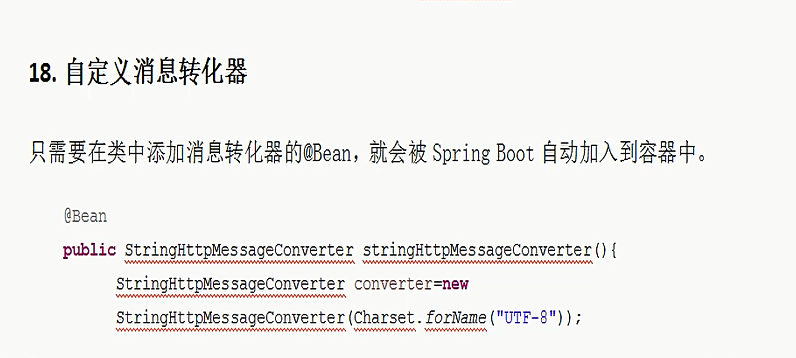 18. 自定义消息转化器
只需要在类中添加消息转化器的@Bean，就会被 Spring Boot 自动加入到容器中。
@Bean
public StringHttpMessageConverter stringHttpMessageConverter(){
StringHttpMessageConverter converter=new
StringHttpMessageConverter(Charset.forName("UTF-8"));